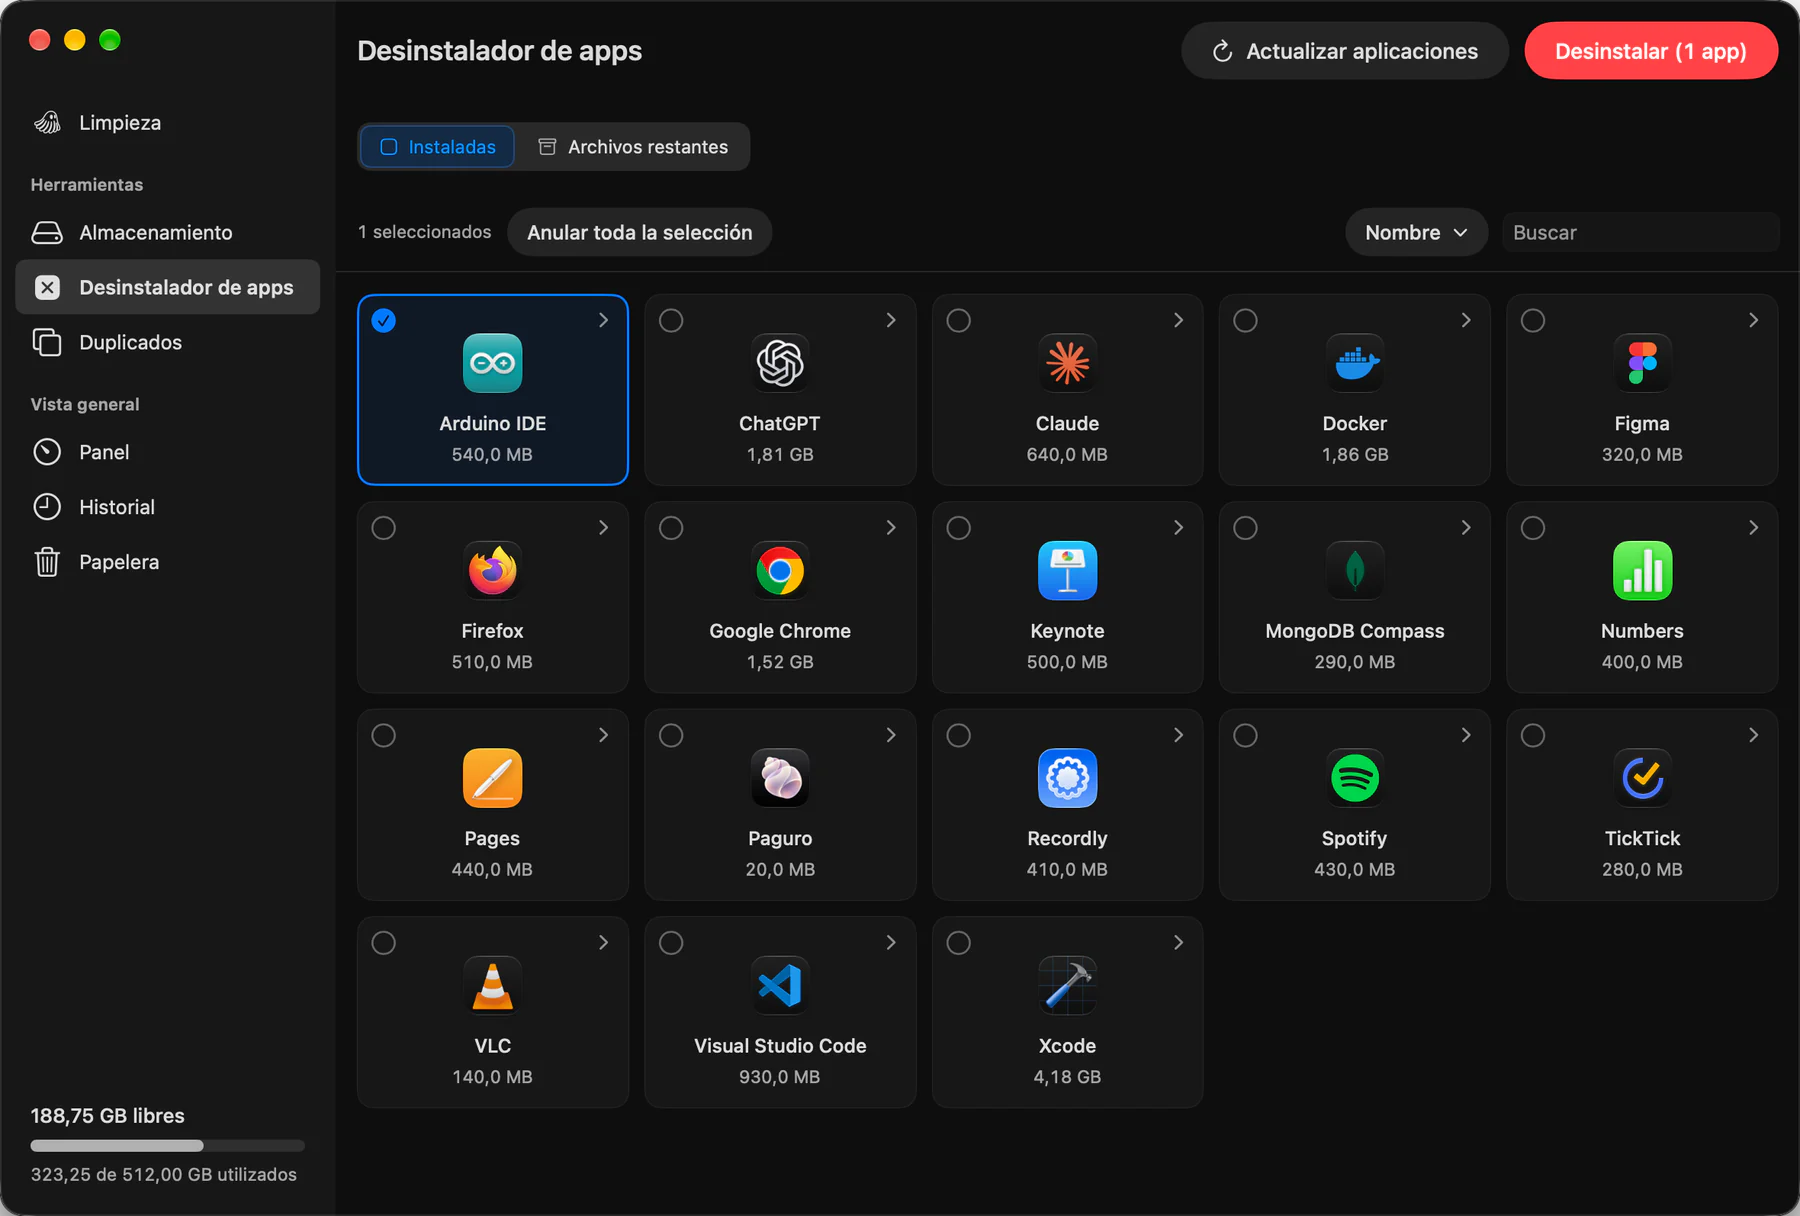 Desinstalador de apps
Actualizar aplicaciones
Desinstalar (1 app)
Limpieza
Herramientas
Almacenamiento
Desinstalador de apps
Duplicados
Vista general
Panel
Historial
Papelera
188,75 GB libres
323,25 de 512,00 GB utilizados
Instaladas
Archivos restantes
1 seleccionados
Anular toda la selección
Nombre
Buscar
Arduino IDE
540,0 MB
ChatGPT
1,81 GB
Claude
640,0 MB
Docker
1,86 GB
Figma
320,0 MB
Firefox
510,0 MB
Google Chrome
1,52 GB
Keynote
500,0 MB
MongoDB Compass
290,0 MB
Numbers
400,0 MB
Pages
440,0 MB
Paguro
20,0 MB
Recordly
410,0 MB
Spotify
430,0 MB
TickTick
280,0 MB
VLC
140,0 MB
Visual Studio Code
930,0 MB
Xcode
4,18 GB